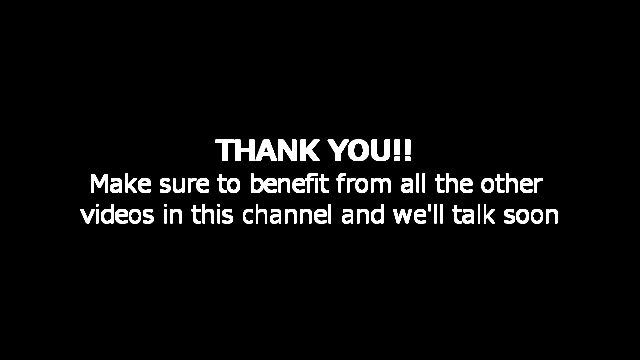 THANK YOU!!
Make sure to benefit from all the other
videos in this channel and we'll talk soon